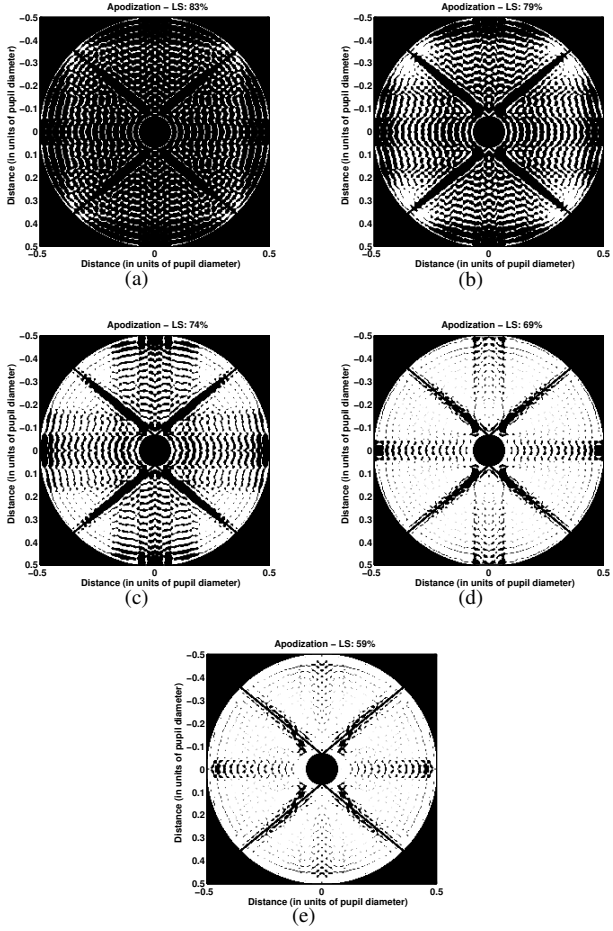 Apodization − LS: 83%
−0.5
−0.4
−0.3
−0.2
−0.1
0
0.1
0.2
0.3
0.4
0.5
−0.5 0 0.5
Distance (in units of pupil diameter)
Distance (in units of pupil diameter)
(a)
Apodization − LS: 79%
−0.5
−0.4
−0.3
−0.2
−0.1
0
0.1
0.2
0.3
0.4
0.5
−0.5 0 0.5
Distance (in units of pupil diameter)
Distance (in units of pupil diameter)
(b)
Apodization − LS: 74%
−0.5
−0.4
−0.3
−0.2
−0.1
0
0.1
0.2
0.3
0.4
0.5
−0.5 0 0.5
Distance (in units of pupil diameter)
Distance (in units of pupil diameter)
(c)
Apodization − LS: 69%
−0.5
−0.4
−0.3
−0.2
−0.1
0
0.1
0.2
0.3
0.4
0.5
−0.5 0 0.5
Distance (in units of pupil diameter)
Distance (in units of pupil diameter)
(d)
Apodization − LS: 59%
−0.5
−0.4
−0.3
−0.2
−0.1
0
0.1
0.2
0.3
0.4
0.5
−0.5 0 0.5
Distance (in units of pupil diameter)
Distance (in units of pupil diameter)
(e)